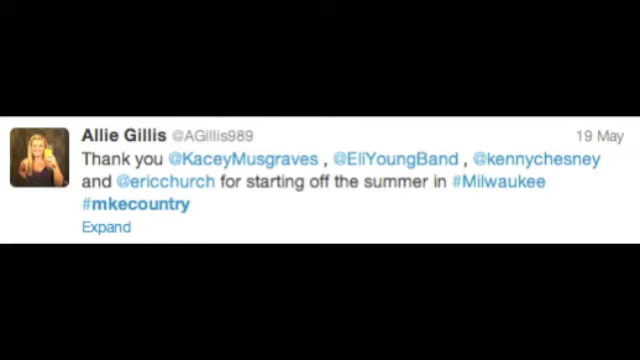 Allie Gillis @AGillis989 19 May
Thank you @KaceyMusgraves , @EliYoungBand , @kennychesney
and @ericchurch for starting off the summer in #Milwaukee
#mkecountry
Expand